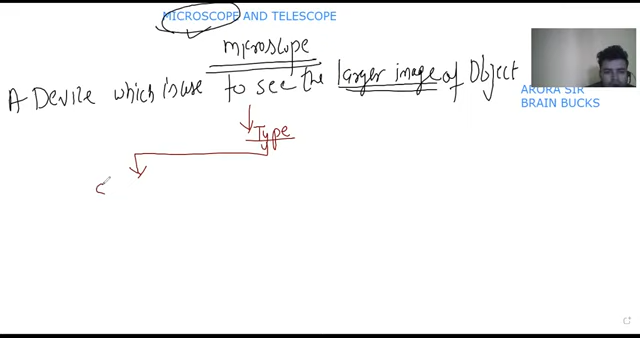 MICROSCOPE AND TELESCOPE
microscope
A Device which is use to see the larger image of Object
ARORA SIR
BRAIN BUCKS
Type